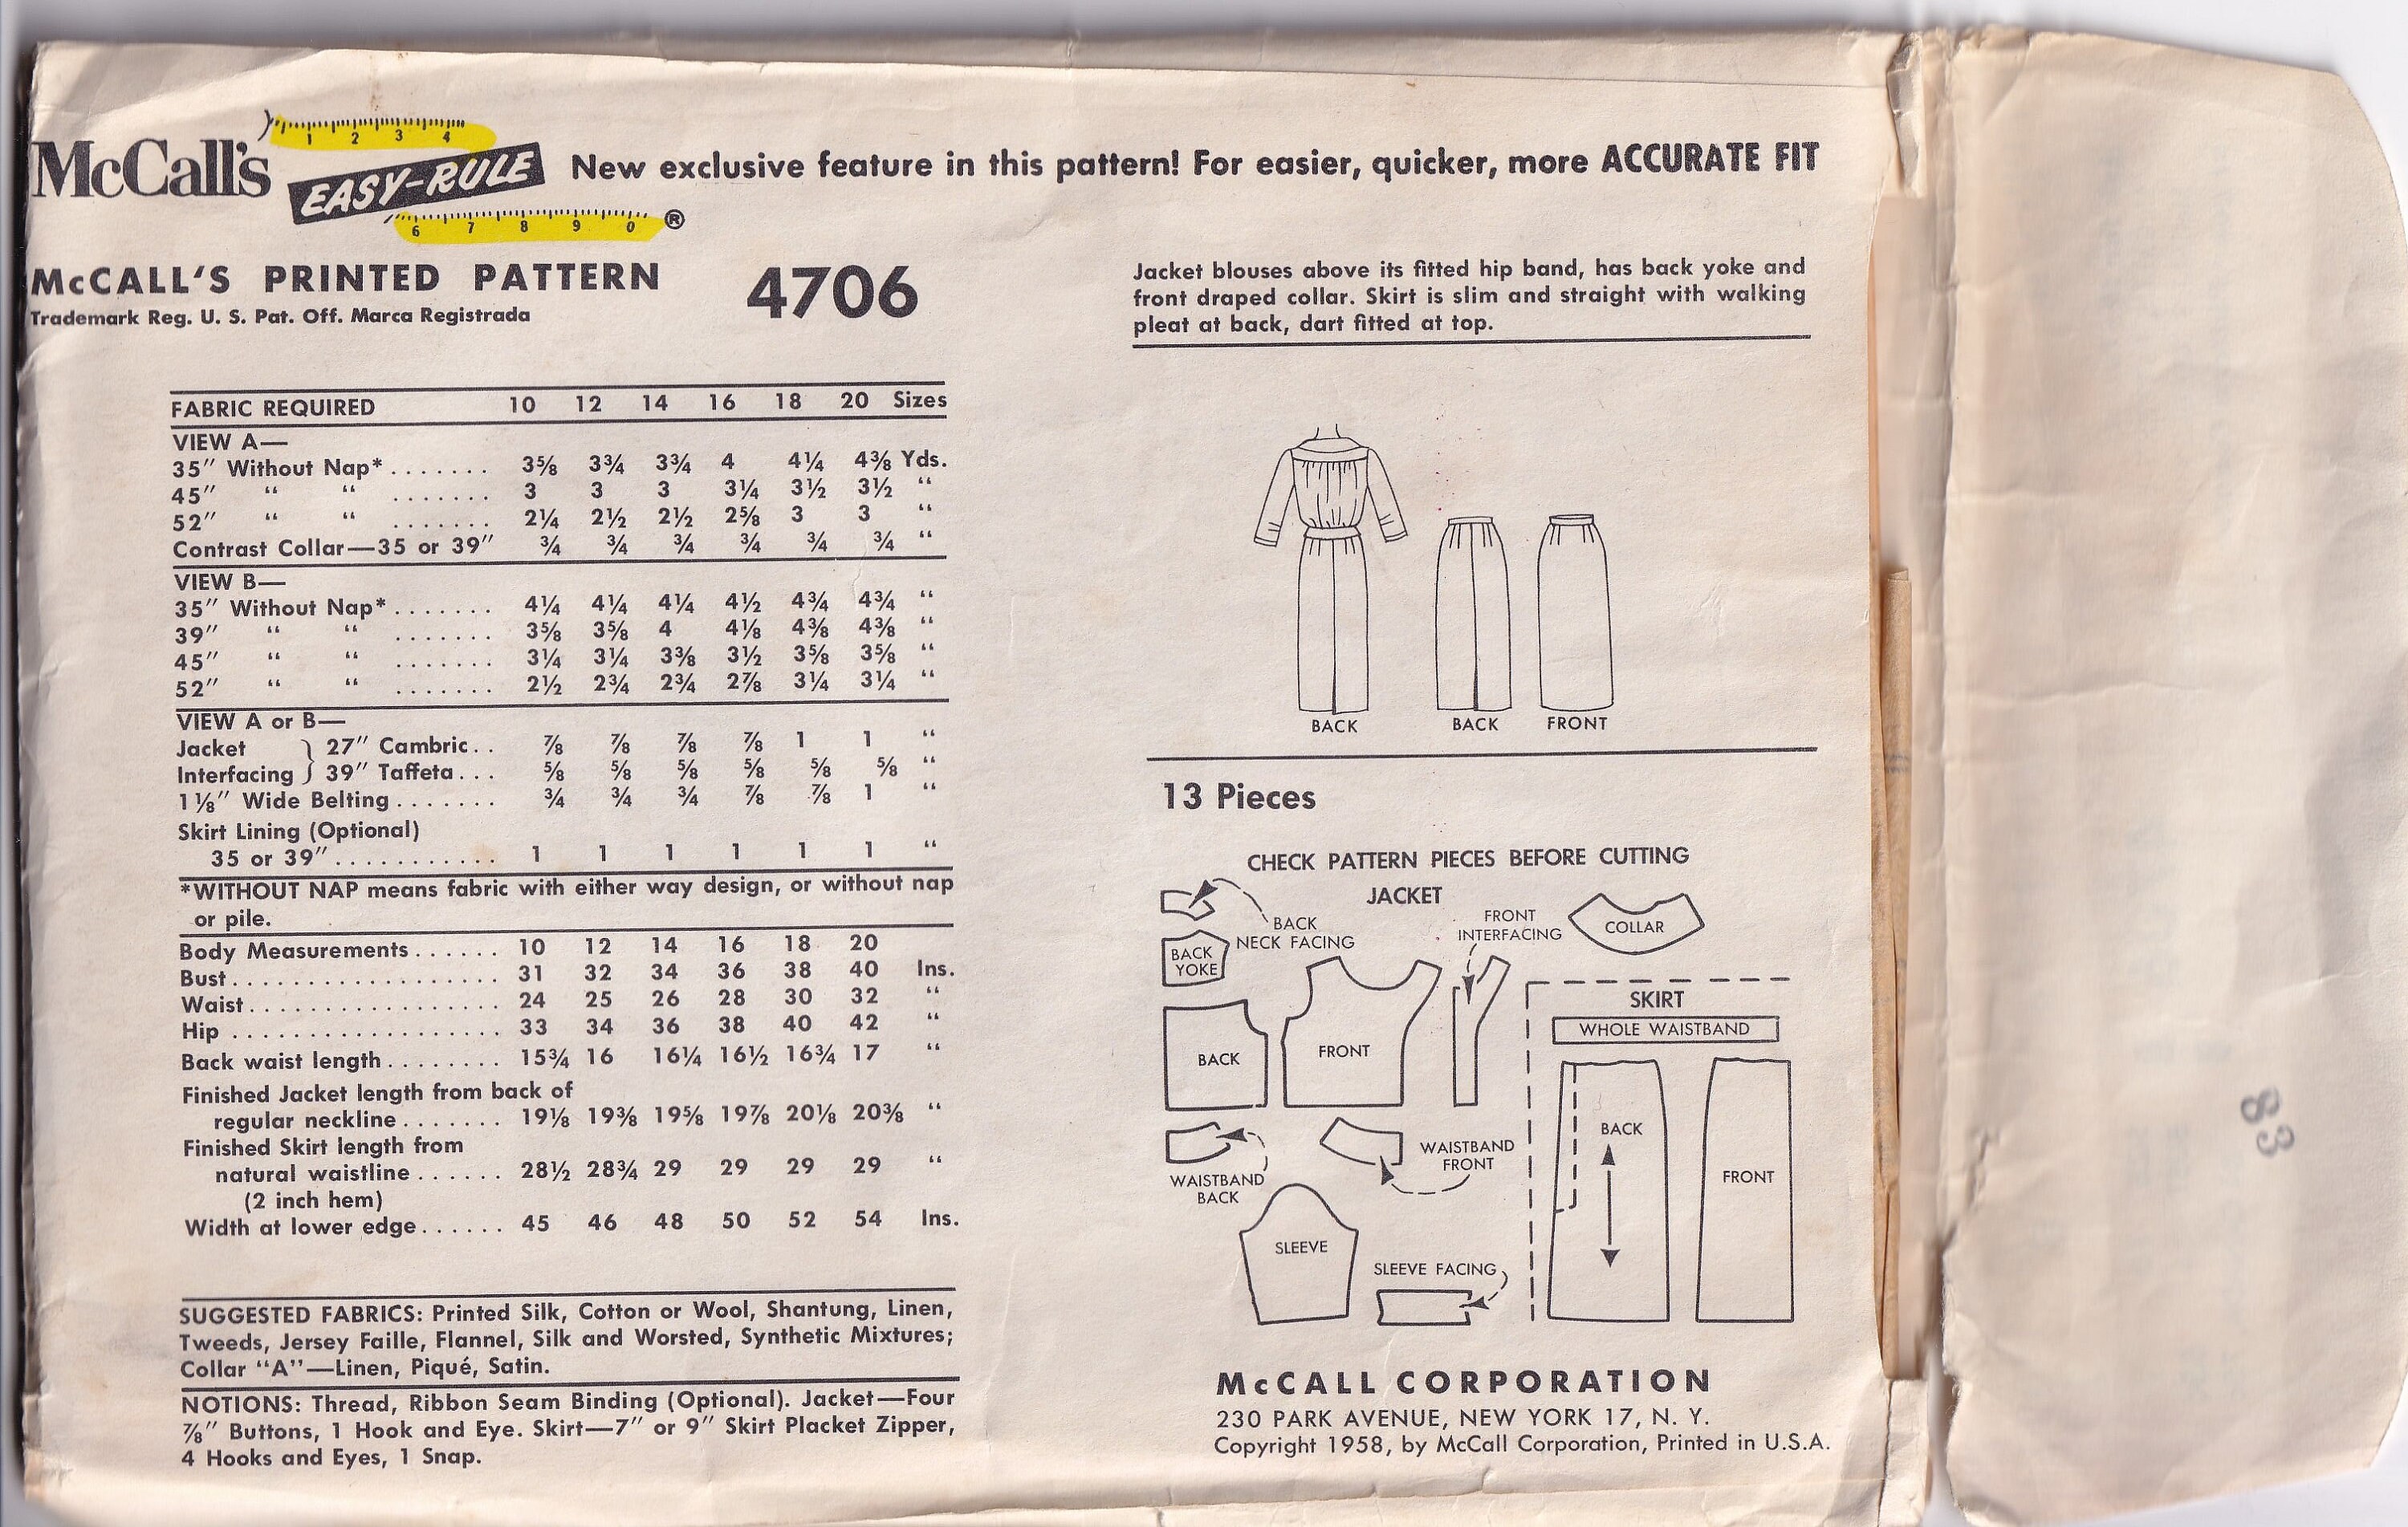 McCall's EASY-RULE ® New exclusive feature in this pattern! For easier, quicker, more ACCURATE FIT
1 2 3 4
6 7 8 9 0
McCALL'S PRINTED PATTERN 4706
Trademark Reg. U. S. Pat. Off. Marca Registrada
FABRIC REQUIRED 10 12 14 16 18 20 Sizes
VIEW A—
35" Without Nap* . . . . . . . 3⅝ 3¾ 3¾ 4 4¼ 4⅜ Yds.
45" " " . . . . . . . 3 3 3 3¼ 3½ 3½ "
52" " " . . . . . . . 2¼ 2½ 2½ 2⅝ 3 3 "
Contrast Collar—35 or 39" ¾ ¾ ¾ ¾ ¾ ¾ "
VIEW B—
35" Without Nap* . . . . . . . 4¼ 4¼ 4¼ 4½ 4¾ 4¾ "
39" " " . . . . . . . 3⅝ 3⅝ 4 4⅛ 4⅜ 4⅜ "
45" " " . . . . . . . 3¼ 3¼ 3⅜ 3½ 3⅝ 3⅝ "
52" " " . . . . . . . 2½ 2¾ 2¾ 2⅞ 3¼ 3¼ "
VIEW A or B—
Jacket } 27" Cambric . . ⅞ ⅞ ⅞ ⅞ 1 1 "
Interfacing } 39" Taffeta . . . ⅝ ⅝ ⅝ ⅝ ⅝ ⅝ "
1⅛" Wide Belting . . . . . . . ¾ ¾ ¾ ⅞ ⅞ 1 "
Skirt Lining (Optional)
35 or 39" . . . . . . . . . . . 1 1 1 1 1 1 "
*WITHOUT NAP means fabric with either way design, or without nap
or pile.
Body Measurements . . . . . . 10 12 14 16 18 20
Bust . . . . . . . . . . . . . . . . . . . 31 32 34 36 38 40 Ins.
Waist . . . . . . . . . . . . . . . . . . 24 25 26 28 30 32 "
Hip . . . . . . . . . . . . . . . . . . . 33 34 36 38 40 42 "
Back waist length . . . . . . . . 15¾ 16 16¼ 16½ 16¾ 17 "
Finished Jacket length from back of
regular neckline . . . . . . . 19⅛ 19⅜ 19⅝ 19⅞ 20⅛ 20⅜ "
Finished Skirt length from
natural waistline . . . . . . 28½ 28¾ 29 29 29 29 "
(2 inch hem)
Width at lower edge . . . . . . 45 46 48 50 52 54 Ins.
SUGGESTED FABRICS: Printed Silk, Cotton or Wool, Shantung, Linen,
Tweeds, Jersey Faille, Flannel, Silk and Worsted, Synthetic Mixtures;
Collar "A"—Linen, Piqué, Satin.
NOTIONS: Thread, Ribbon Seam Binding (Optional). Jacket—Four
⅞" Buttons, 1 Hook and Eye. Skirt—7" or 9" Skirt Placket Zipper,
4 Hooks and Eyes, 1 Snap.
Jacket blouses above its fitted hip band, has back yoke and
front draped collar. Skirt is slim and straight with walking
pleat at back, dart fitted at top.
BACK BACK FRONT
13 Pieces
CHECK PATTERN PIECES BEFORE CUTTING
JACKET
BACK
NECK FACING
FRONT
INTERFACING
COLLAR
BACK
YOKE
SKIRT
WHOLE WAISTBAND
BACK
FRONT
WAISTBAND
BACK
WAISTBAND
FRONT
BACK
FRONT
SLEEVE
SLEEVE FACING
McCALL CORPORATION
230 PARK AVENUE, NEW YORK 17, N. Y.
Copyright 1958, by McCall Corporation, Printed in U.S.A.
83